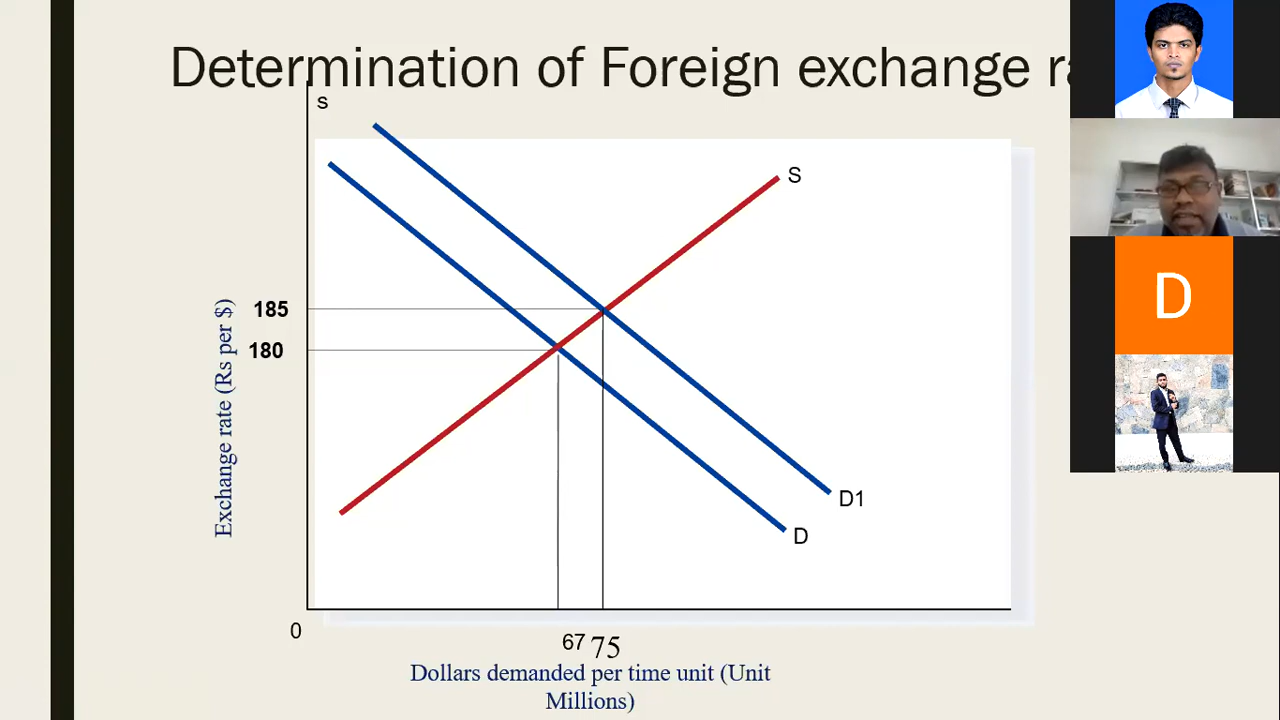 Determination of Foreign exchange ra
s
S
185
180
Exchange rate (Rs per $)
D1
D
0
67 75
Dollars demanded per time unit (Unit
Millions)
D